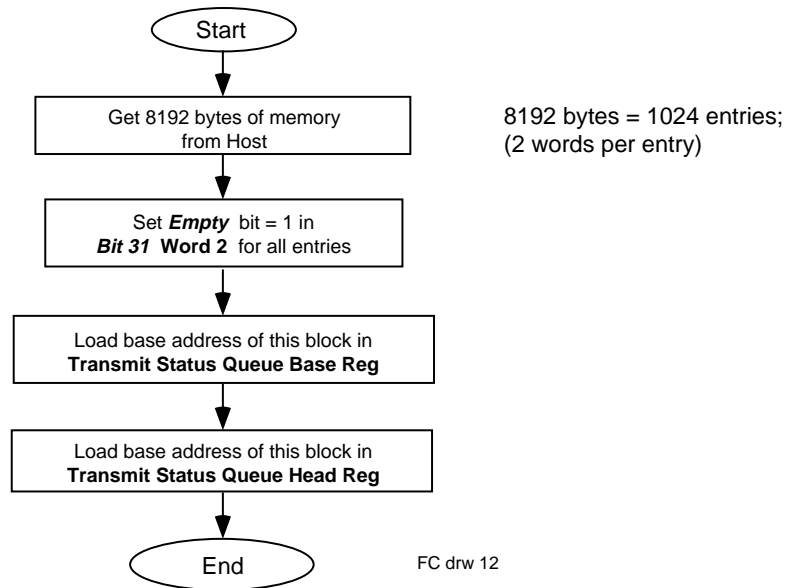 Start
Get 8192 bytes of memory
from Host
8192 bytes = 1024 entries;
(2 words per entry)
Set Empty bit = 1 in
Bit 31 Word 2 for all entries
Load base address of this block in
Transmit Status Queue Base Reg
Load base address of this block in
Transmit Status Queue Head Reg
End
FC drw 12